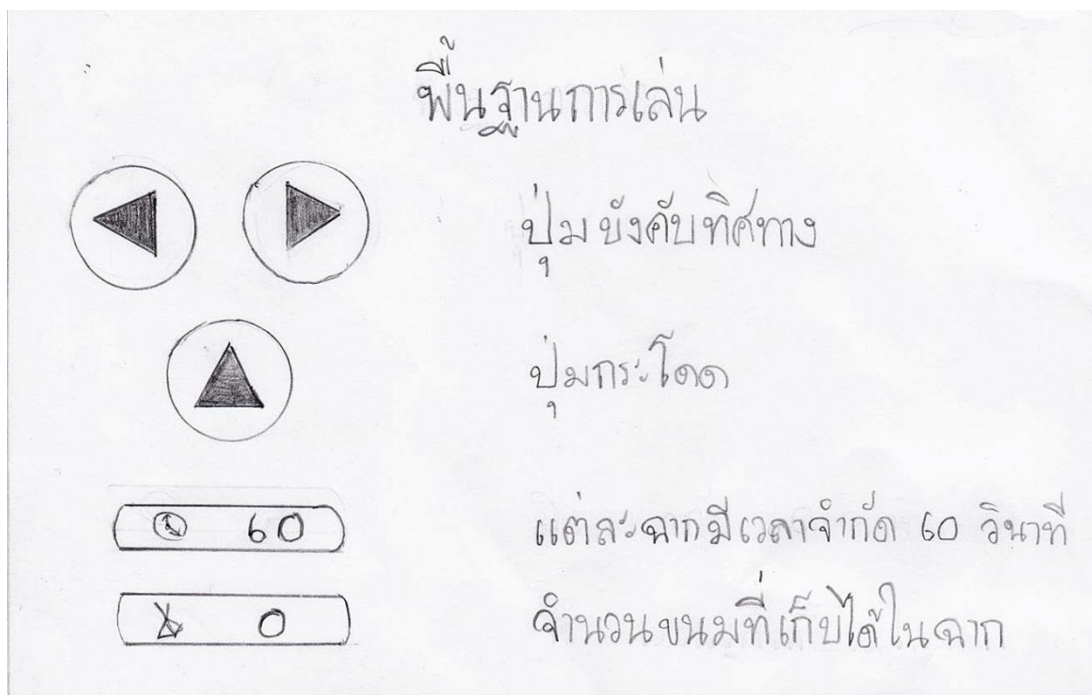 พื้นฐานการเล่น
ปุ่มบังคับทิศทาง
ปุ่มกระโดด
60 แต่ละฉากมีเวลาจำกัด 60 วินาที
0 จำนวนขนมที่เก็บได้ในฉาก